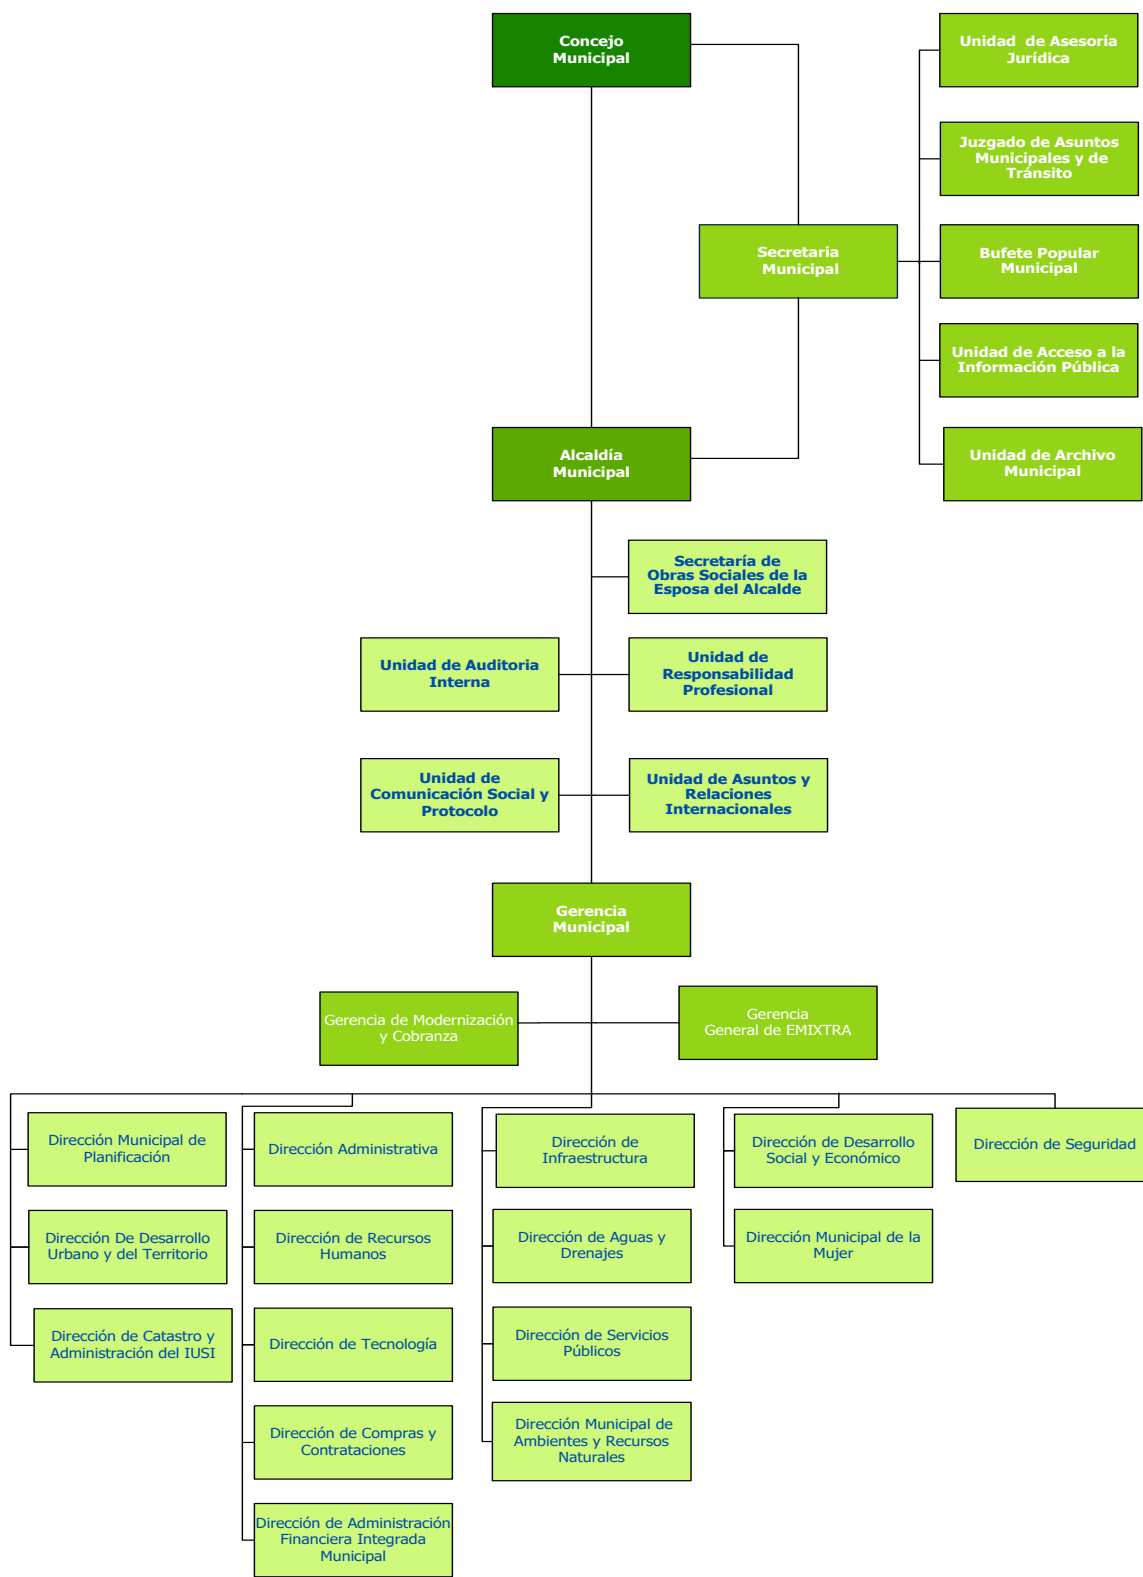 Concejo
Municipal
Unidad de Asesoría
Jurídica
Juzgado de Asuntos
Municipales y de
Tránsito
Secretaria
Municipal
Bufete Popular
Municipal
Unidad de Acceso a la
Información Pública
Alcaldía
Municipal
Unidad de Archivo
Municipal
Secretaría de
Obras Sociales de la
Esposa del Alcalde
Unidad de Auditoria
Interna
Unidad de
Responsabilidad
Profesional
Unidad de
Comunicación Social y
Protocolo
Unidad de Asuntos y
Relaciones
Internacionales
Gerencia
Municipal
Gerencia de Modernización
y Cobranza
Gerencia
General de EMIXTRA
Dirección Municipal de
Planificación
Dirección De Desarrollo
Urbano y del Territorio
Dirección de Catastro y
Administración del IUSI
Dirección Administrativa
Dirección de Recursos
Humanos
Dirección de Tecnología
Dirección de Compras y
Contrataciones
Dirección de Administración
Financiera Integrada
Municipal
Dirección de
Infraestructura
Dirección de Aguas y
Drenajes
Dirección de Servicios
Públicos
Dirección Municipal de
Ambientes y Recursos
Naturales
Dirección de Desarrollo
Social y Económico
Dirección Municipal de la
Mujer
Dirección de Seguridad